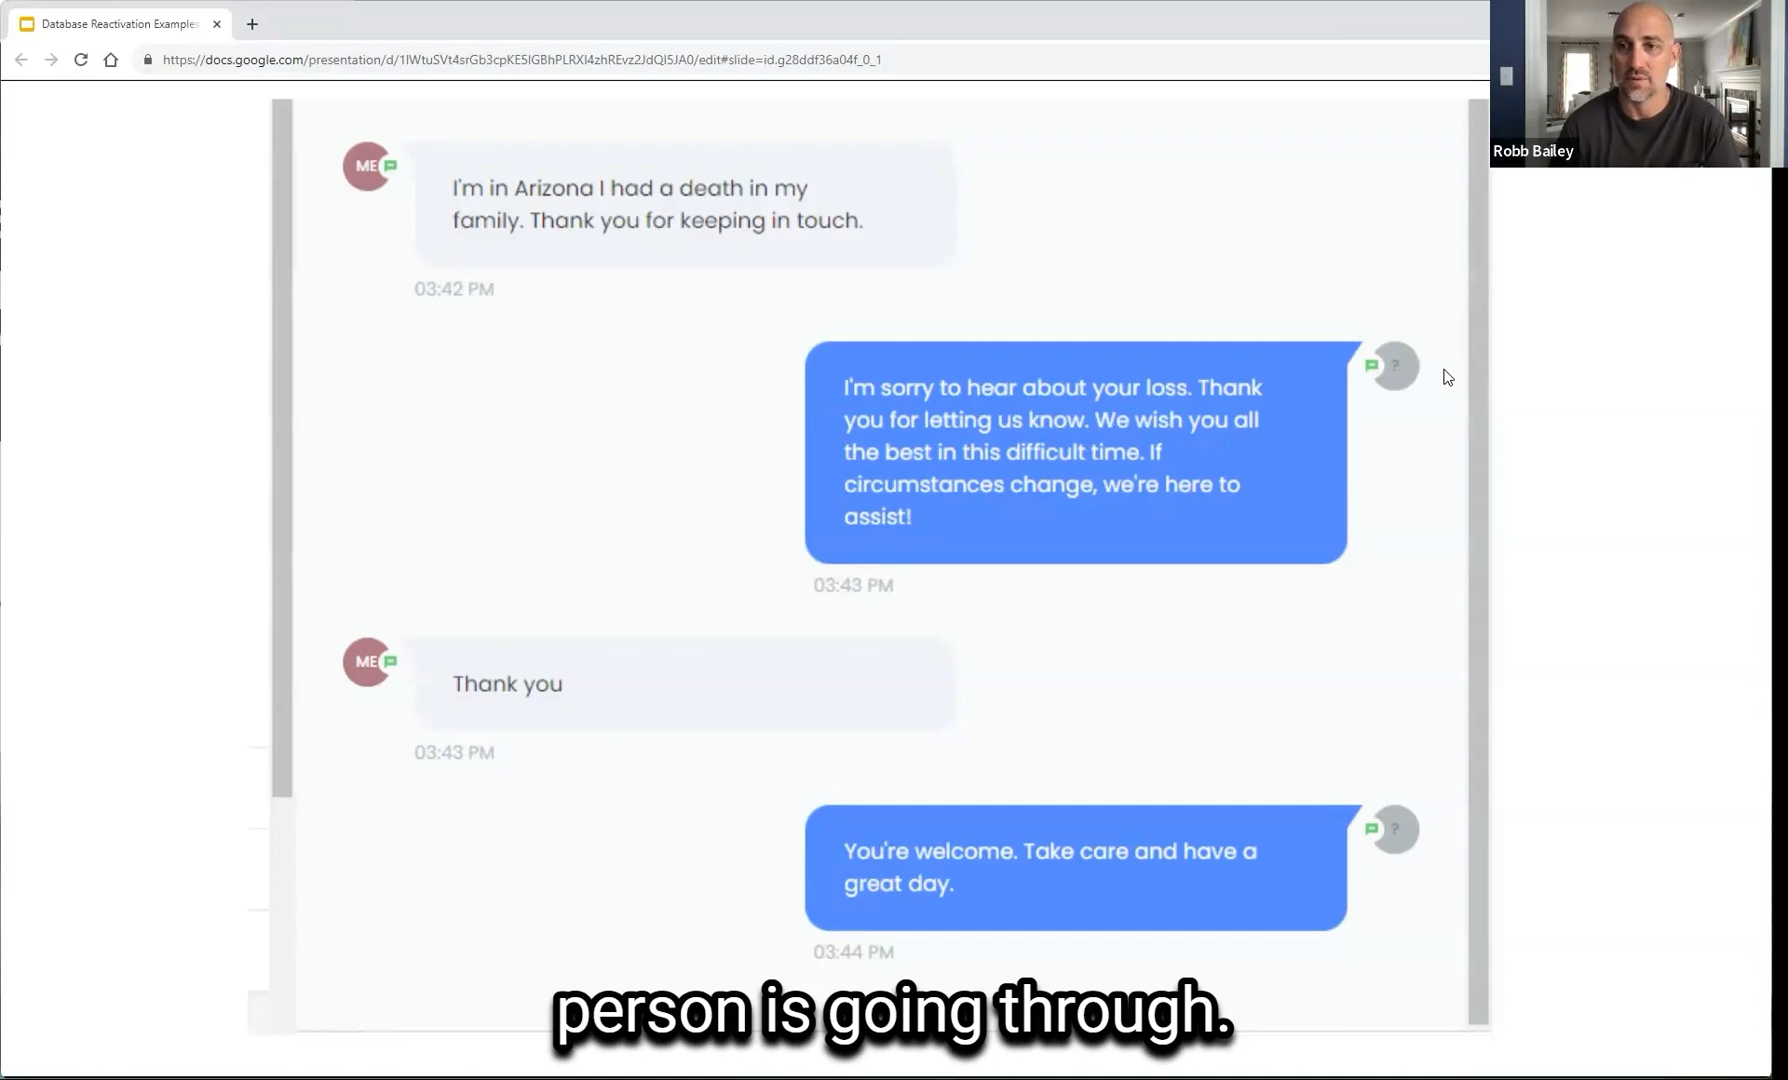 Database Reactivation Examples
https://docs.google.com/presentation/d/1IWtuSVt4srGb3cpKE5IGBhPLRXI4zhREvz2JdQI5JA0/edit#slide=id.g28ddf36a04f_0_1
Robb Bailey
ME
I'm in Arizona I had a death in my
family. Thank you for keeping in touch.
03:42 PM
?
I'm sorry to hear about your loss. Thank
you for letting us know. We wish you all
the best in this difficult time. If
circumstances change, we're here to
assist!
03:43 PM
ME
Thank you
03:43 PM
?
You're welcome. Take care and have a
great day.
03:44 PM
person is going through.